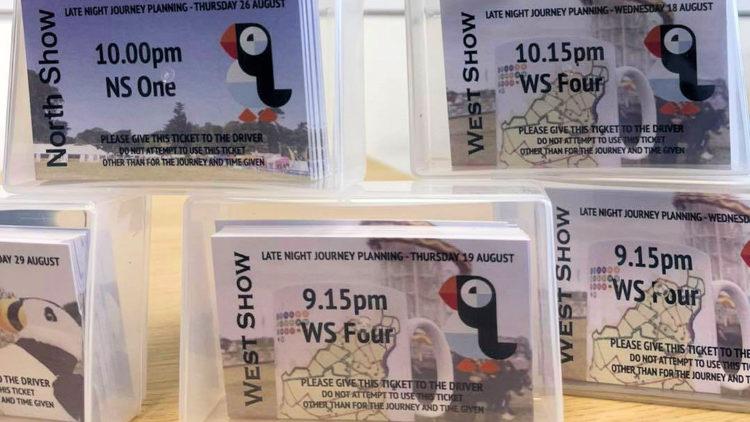 LATE NIGHT JOURNEY PLANNING - THURSDAY 26 AUGUST
North Show
10.00pm
NS One
PLEASE GIVE THIS TICKET TO THE DRIVER
DO NOT ATTEMPT TO USE THIS TICKET
OTHER THAN FOR THE JOURNEY AND TIME GIVEN
LATE NIGHT JOURNEY PLANNING - WEDNESDAY 18 AUGUST
WEST SHOW
10.15pm
WS Four
PLEASE GIVE THIS TICKET TO THE DRIVER
DO NOT ATTEMPT TO USE THIS TICKET
OTHER THAN FOR THE JOURNEY AND TIME GIVEN
AY 29 AUGUST
TO THE DRIVER
THIS TICKET
AND TIME GIVEN
LATE NIGHT JOURNEY PLANNING - THURSDAY 19 AUGUST
WEST SHOW
9.15pm
WS Four
PLEASE GIVE THIS TICKET TO THE DRIVER
DO NOT ATTEMPT TO USE THIS TICKET
OTHER THAN FOR THE JOURNEY AND TIME GIVEN
LATE NIGHT JOURNEY PLANNING - WEDNESD
WEST SHOW
9.15pm
WS Four
PLEASE GIVE THIS TICKET TO THE
DO NOT ATTEMPT TO USE THIS T
OTHER THAN FOR THE JOURNEY AND T